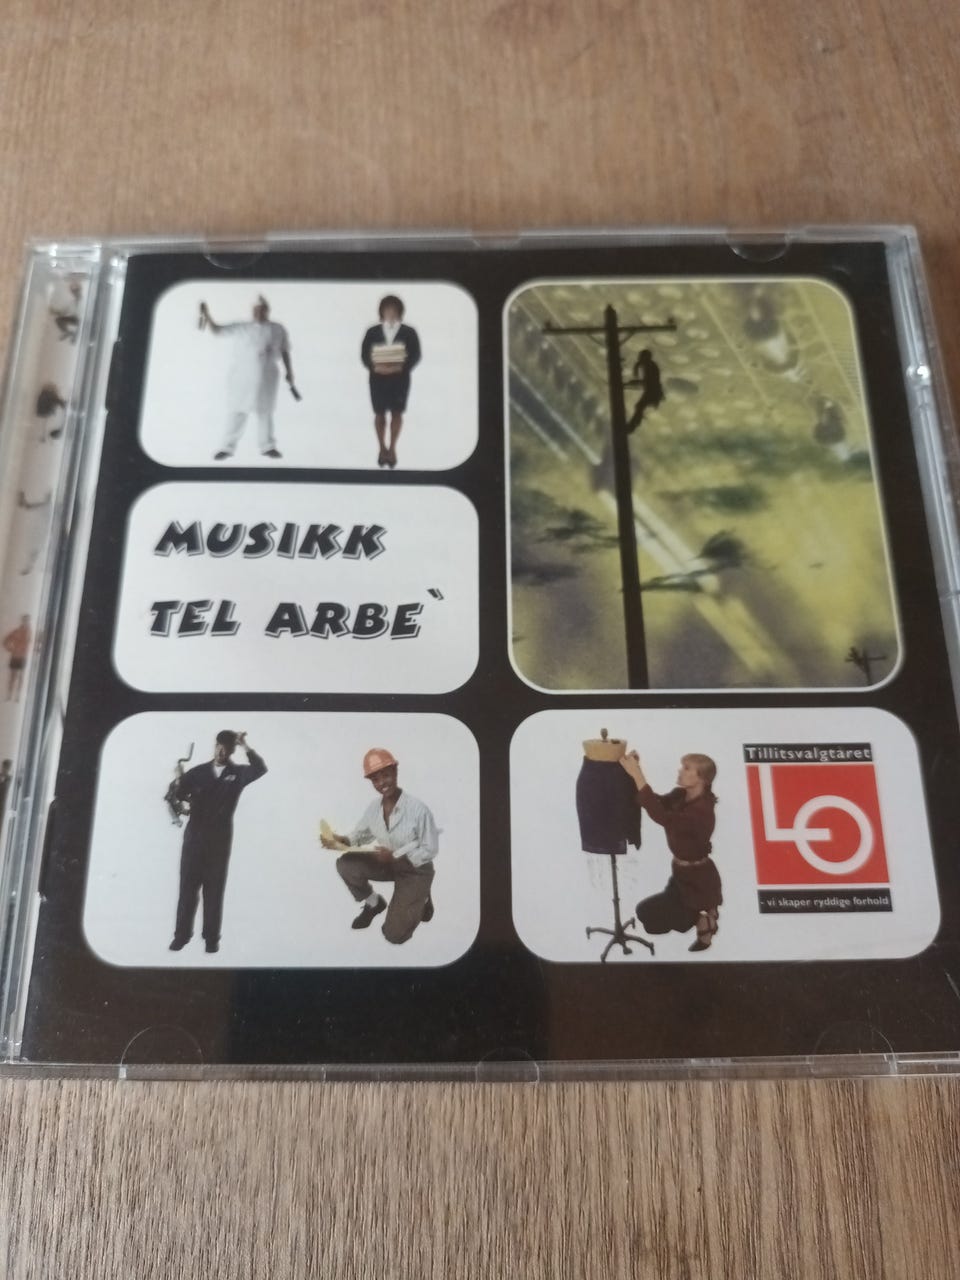 MUSIKK
TEL ARBE`
Tillitsvalgtåret
LO
- vi skaper ryddige forhold